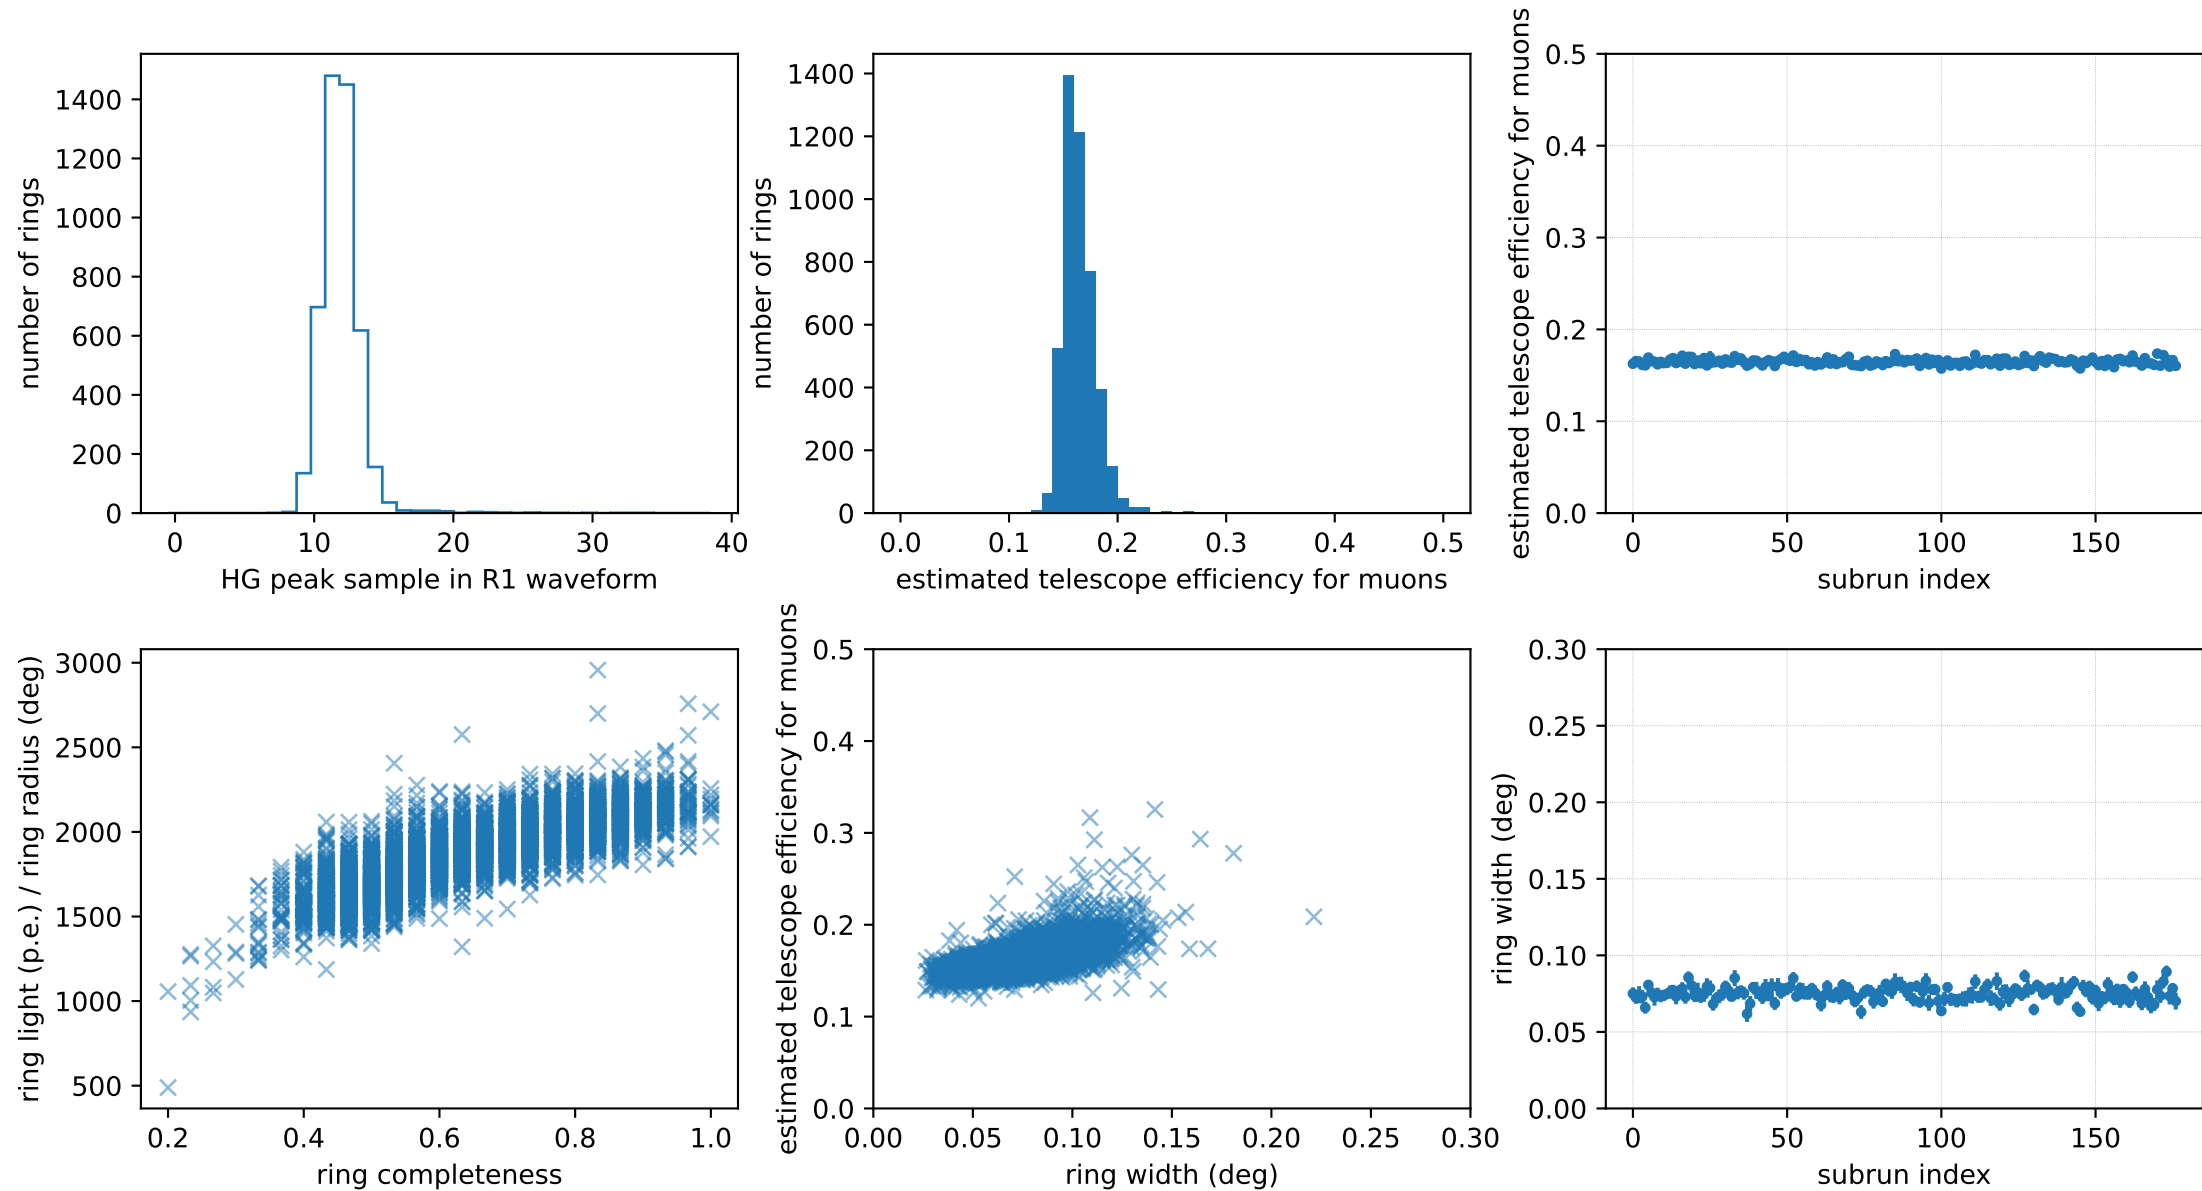 number of rings
1400
1200
1000
800
600
400
200
0
0 10 20 30 40
HG peak sample in R1 waveform
number of rings
1400
1200
1000
800
600
400
200
0
0.0 0.1 0.2 0.3 0.4 0.5
estimated telescope efficiency for muons
estimated telescope efficiency for muons
0.5
0.4
0.3
0.2
0.1
0.0
0 50 100 150
subrun index
ring light (p.e.) / ring radius (deg)
3000
2500
2000
1500
1000
500
0.2 0.4 0.6 0.8 1.0
ring completeness
estimated telescope efficiency for muons
0.5
0.4
0.3
0.2
0.1
0.0
0.00 0.05 0.10 0.15 0.20 0.25 0.30
ring width (deg)
ring width (deg)
0.30
0.25
0.20
0.15
0.10
0.05
0.00
0 50 100 150
subrun index